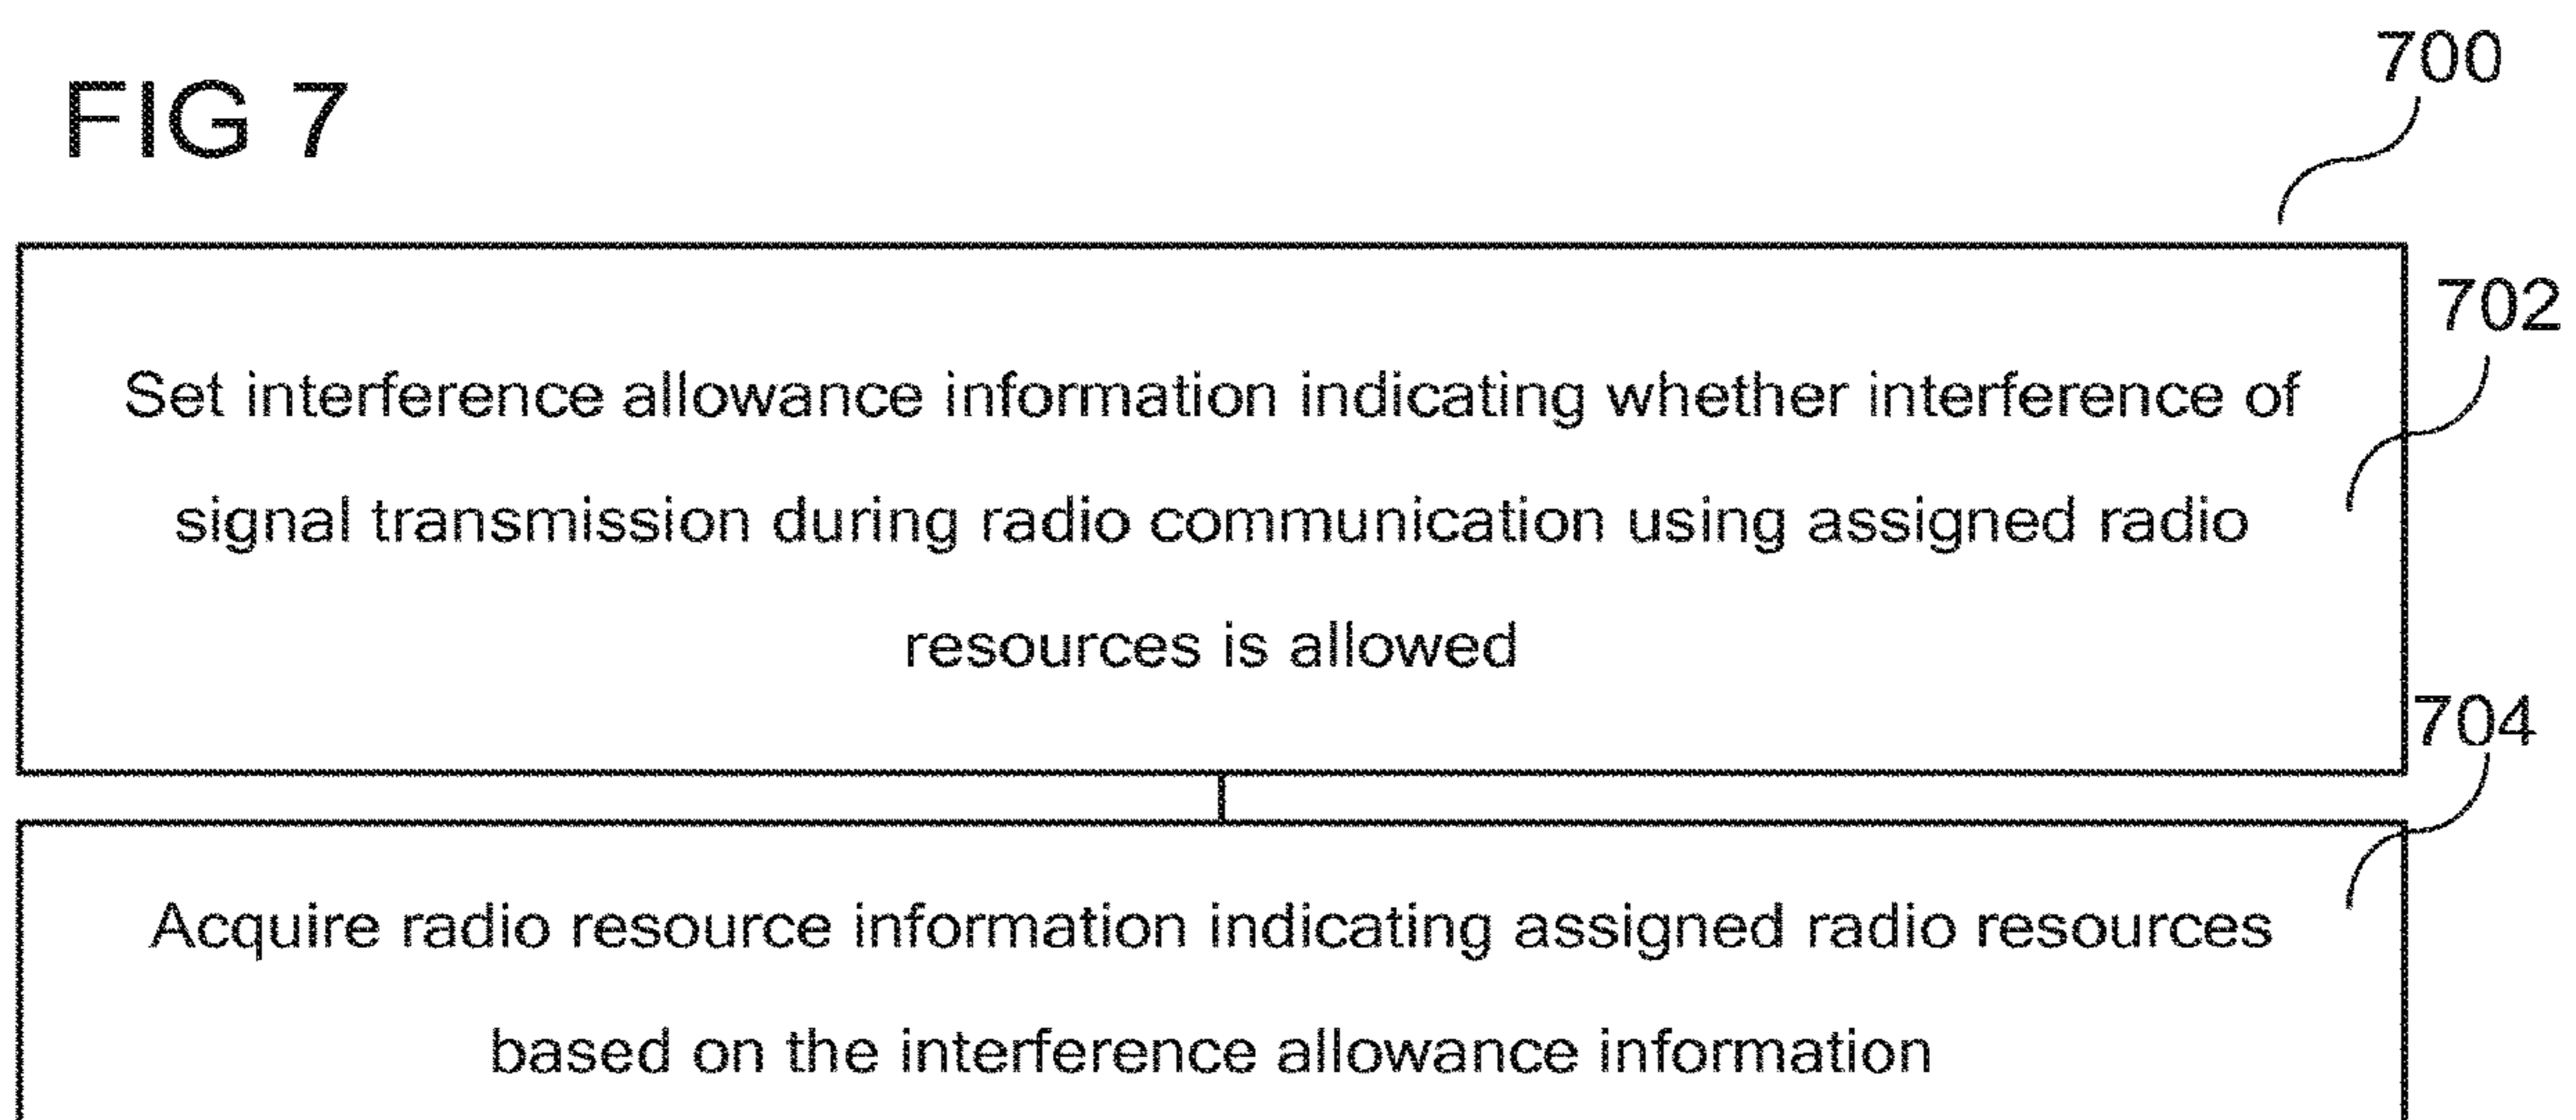 700
FIG 7
702
Set interference allowance information indicating whether interference of
signal transmission during radio communication using assigned radio
resources is allowed
704
Acquire radio resource information indicating assigned radio resources
based on the interference allowance information